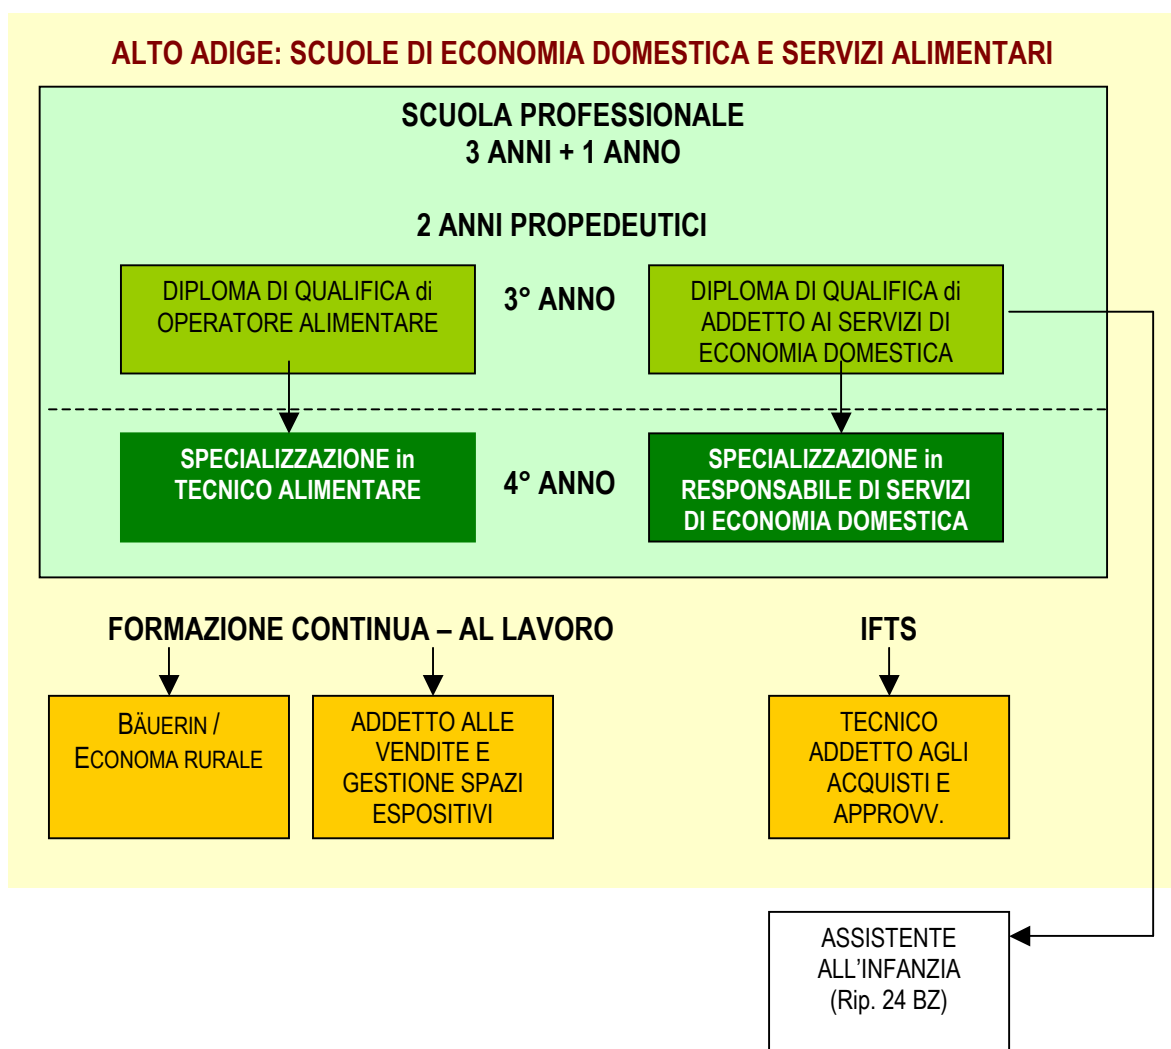 ALTO ADIGE: SCUOLE DI ECONOMIA DOMESTICA E SERVIZI ALIMENTARI
SCUOLA PROFESSIONALE
3 ANNI + 1 ANNO
2 ANNI PROPEDEUTICI
DIPLOMA DI QUALIFICA di
OPERATORE ALIMENTARE
3° ANNO
DIPLOMA DI QUALIFICA di
ADDETTO AI SERVIZI DI
ECONOMIA DOMESTICA
SPECIALIZZAZIONE in
TECNICO ALIMENTARE
4° ANNO
SPECIALIZZAZIONE in
RESPONSABILE DI SERVIZI
DI ECONOMIA DOMESTICA
FORMAZIONE CONTINUA – AL LAVORO
IFTS
BÄUERIN /
ECONOMA RURALE
ADDETTO ALLE
VENDITE E
GESTIONE SPAZI
ESPOSITIVI
TECNICO
ADDETTO AGLI
ACQUISTI E
APPROVV.
ASSISTENTE
ALL'INFANZIA
(Rip. 24 BZ)